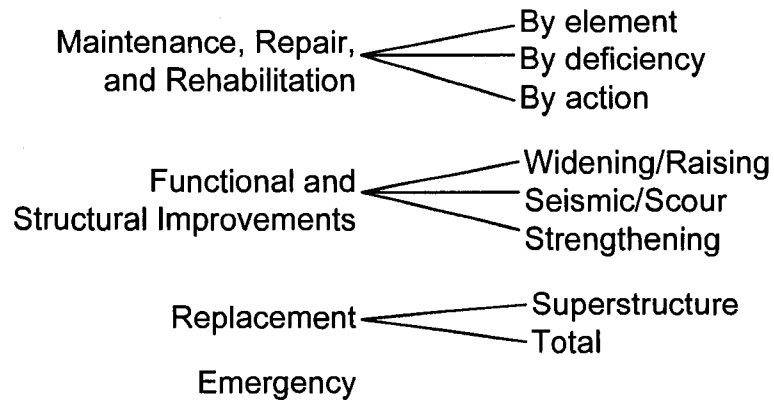 Maintenance, Repair,
and Rehabilitation
By element
By deficiency
By action
Functional and
Structural Improvements
Widening/Raising
Seismic/Scour
Strengthening
Replacement
Superstructure
Total
Emergency